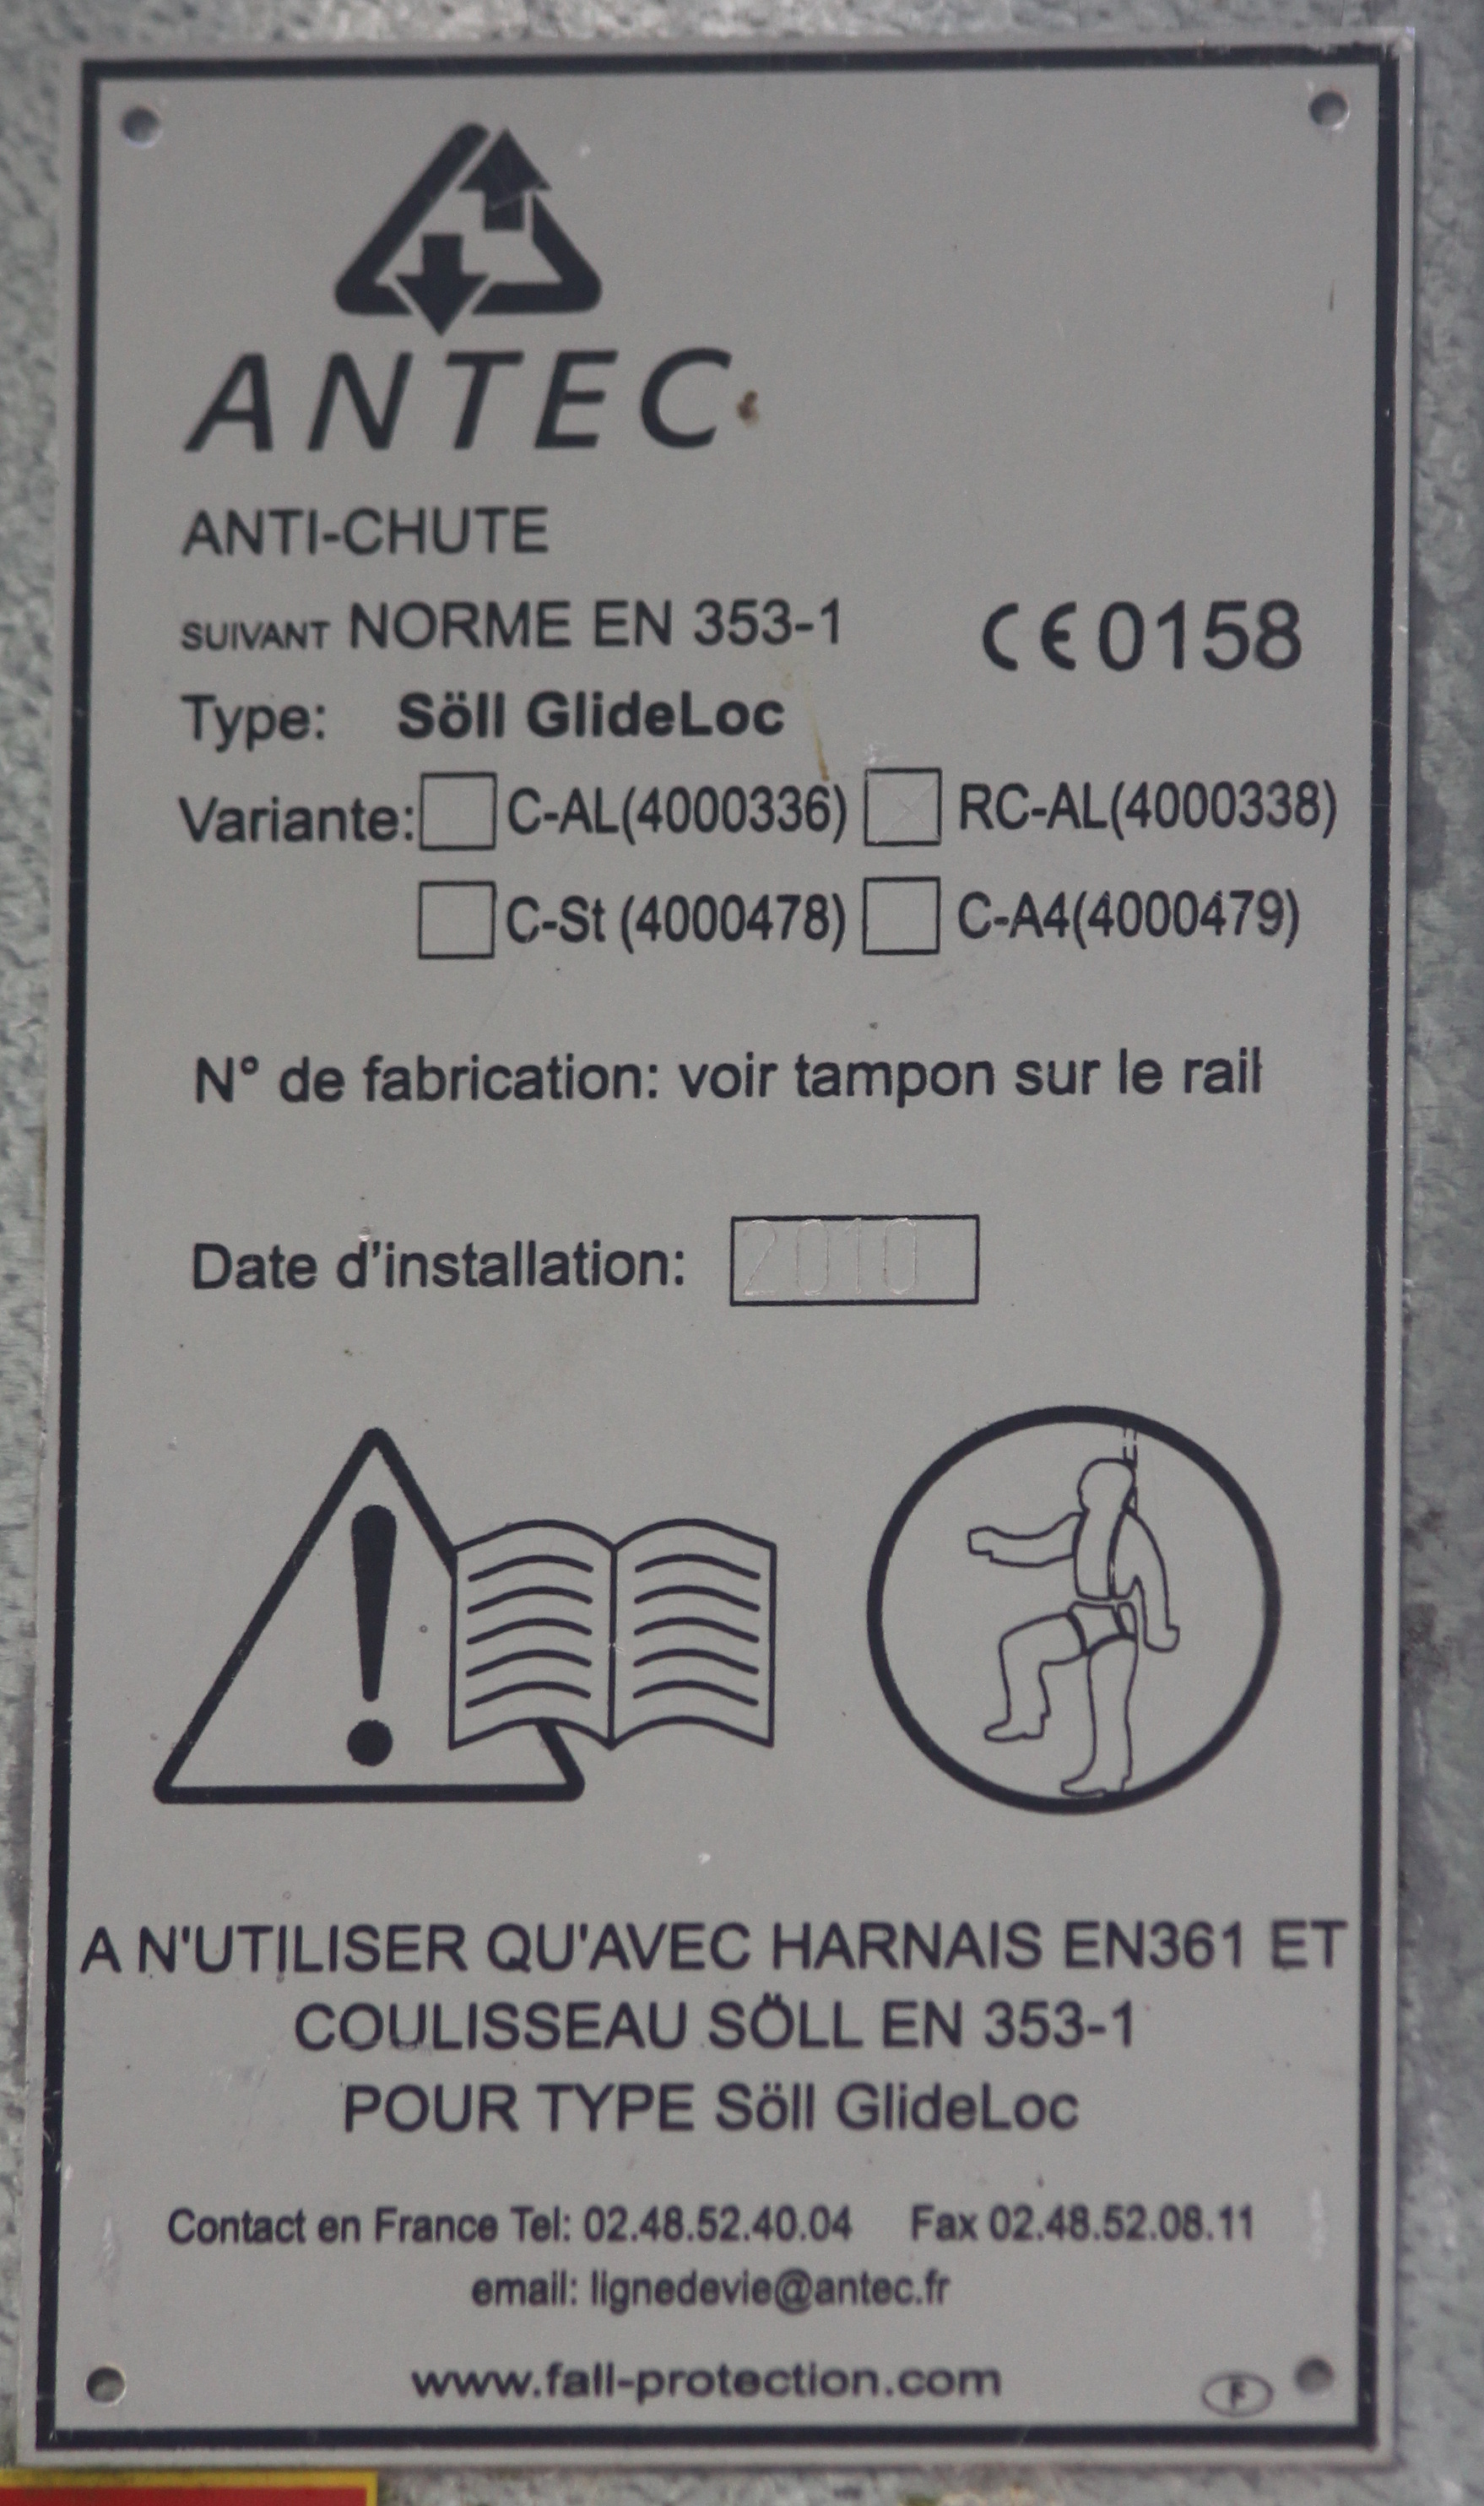 ANTEC
ANTI-CHUTE
SUIVANT NORME EN 353-1 CE 0158
Type: Söll GlideLoc
Variante: C-AL(4000336) RC-AL(4000338)
C-St (4000478) C-A4(4000479)
N° de fabrication: voir tampon sur le rail
Date d'installation: 2010
A N'UTILISER QU'AVEC HARNAIS EN361 ET
COULISSEAU SÖLL EN 353-1
POUR TYPE Söll GlideLoc
Contact en France Tel: 02.48.52.40.04 Fax 02.48.52.08.11
email: lignedevie@antec.fr
www.fall-protection.com
F